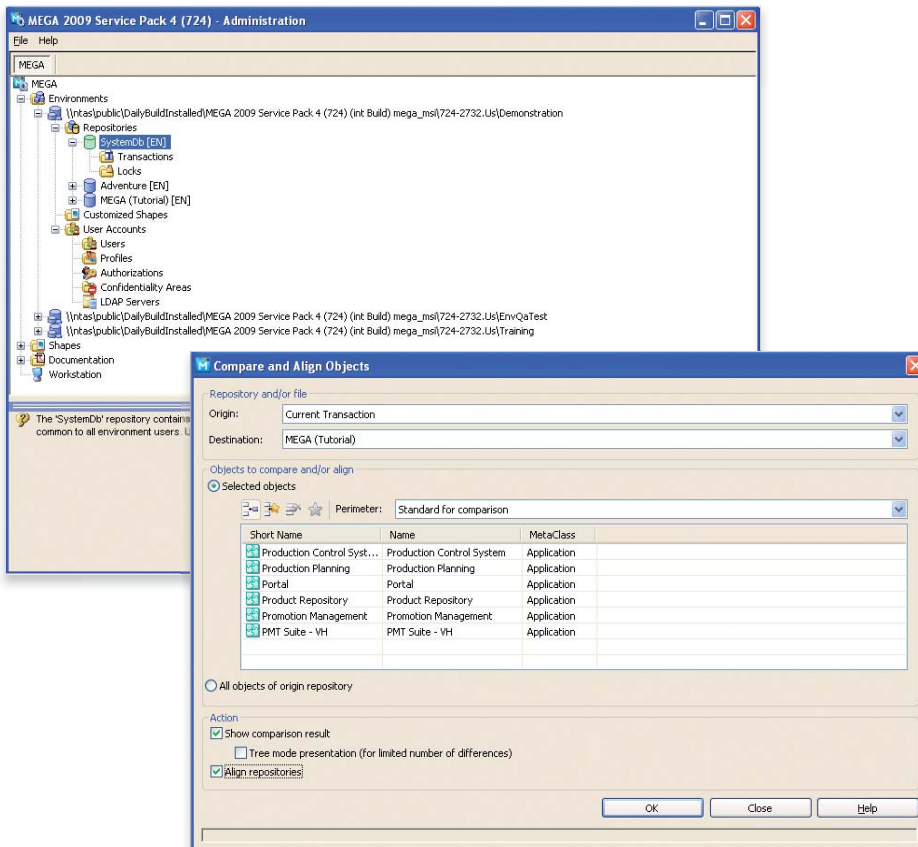 MEGA 2009 Service Pack 4 (724) - Administration
File Help
MEGA
MEGA
Environments
\\ntas\public\DailyBuildInstalled\MEGA 2009 Service Pack 4 (724) (int Build) mega_msi\724-2732.Us\Demonstration
Repositories
SystemDb [EN]
Transactions
Locks
Adventure [EN]
MEGA (Tutorial) [EN]
Customized Shapes
User Accounts
Users
Profiles
Authorizations
Confidentiality Areas
LDAP Servers
\\ntas\public\DailyBuildInstalled\MEGA 2009 Service Pack 4 (724) (int Build) mega_msi\724-2732.Us\EnvQaTest
\\ntas\public\DailyBuildInstalled\MEGA 2009 Service Pack 4 (724) (int Build) mega_msi\724-2732.Us\Training
Shapes
Documentation
Workstation
The 'SystemDb' repository contains
common to all environment users. U
Compare and Align Objects
Repository and/or file
Origin: Current Transaction
Destination: MEGA (Tutorial)
Objects to compare and/or align
Selected objects
Perimeter: Standard for comparison
Short Name Name MetaClass
Production Control Syst... Production Control System Application
Production Planning Production Planning Application
Portal Portal Application
Product Repository Product Repository Application
Promotion Management Promotion Management Application
PMT Suite - VH PMT Suite - VH Application
All objects of origin repository
Action
Show comparison result
Tree mode presentation (for limited number of differences)
Align repositories
OK Close Help